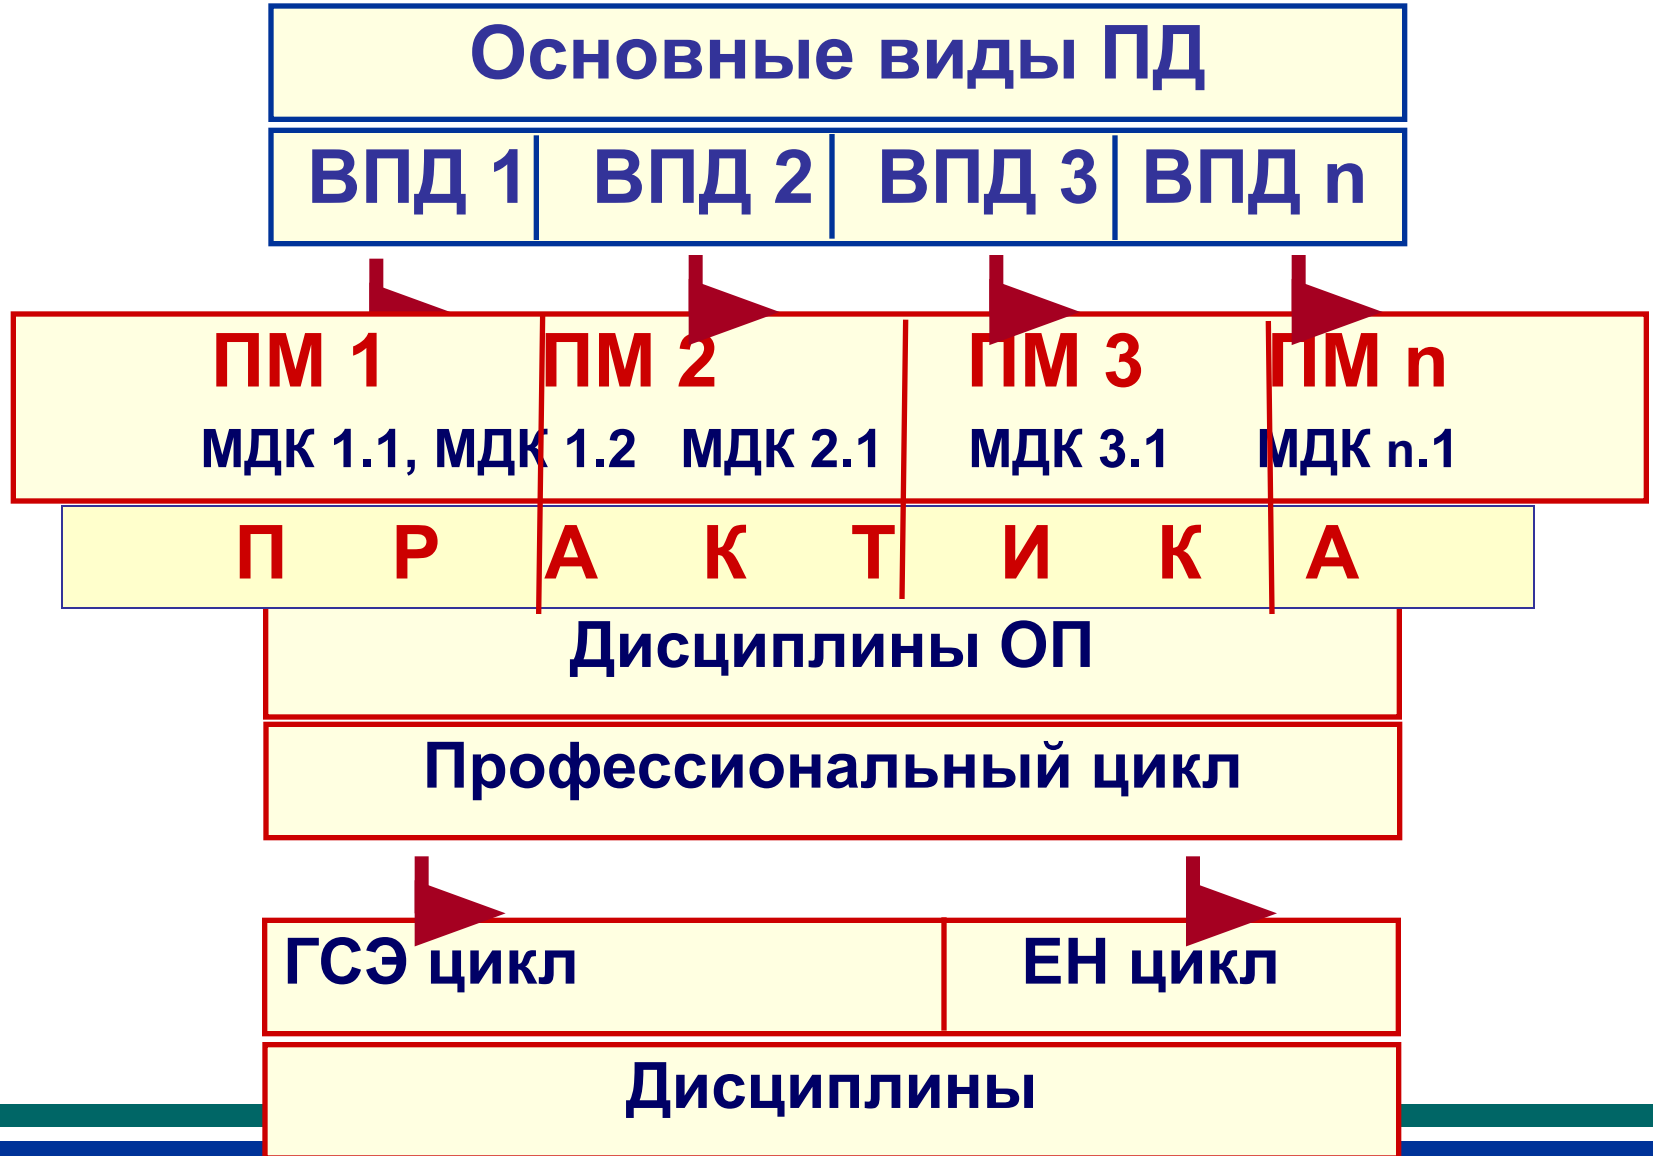 Основные виды ПД
ВПД 1 ВПД 2 ВПД 3 ВПД n
ПМ 1 ПМ 2 ПМ 3 ПМ n
МДК 1.1, МДК 1.2 МДК 2.1 МДК 3.1 МДК n.1
П Р А К Т И К А
Дисциплины ОП
Профессиональный цикл
ГСЭ цикл ЕН цикл
Дисциплины